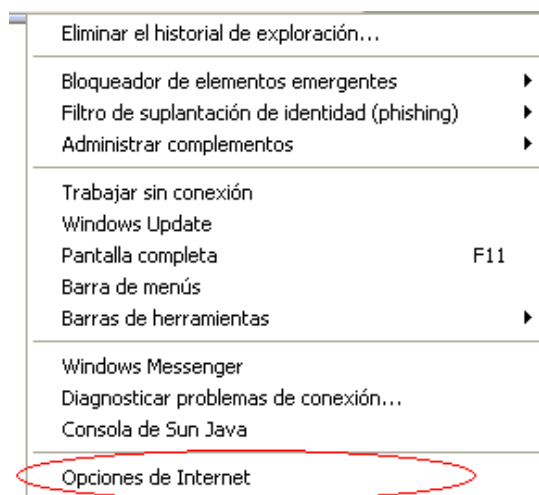 Eliminar el historial de exploración...
Bloqueador de elementos emergentes
Filtro de suplantación de identidad (phishing)
Administrar complementos
Trabajar sin conexión
Windows Update
Pantalla completa F11
Barra de menús
Barras de herramientas
Windows Messenger
Diagnosticar problemas de conexión...
Consola de Sun Java
Opciones de Internet